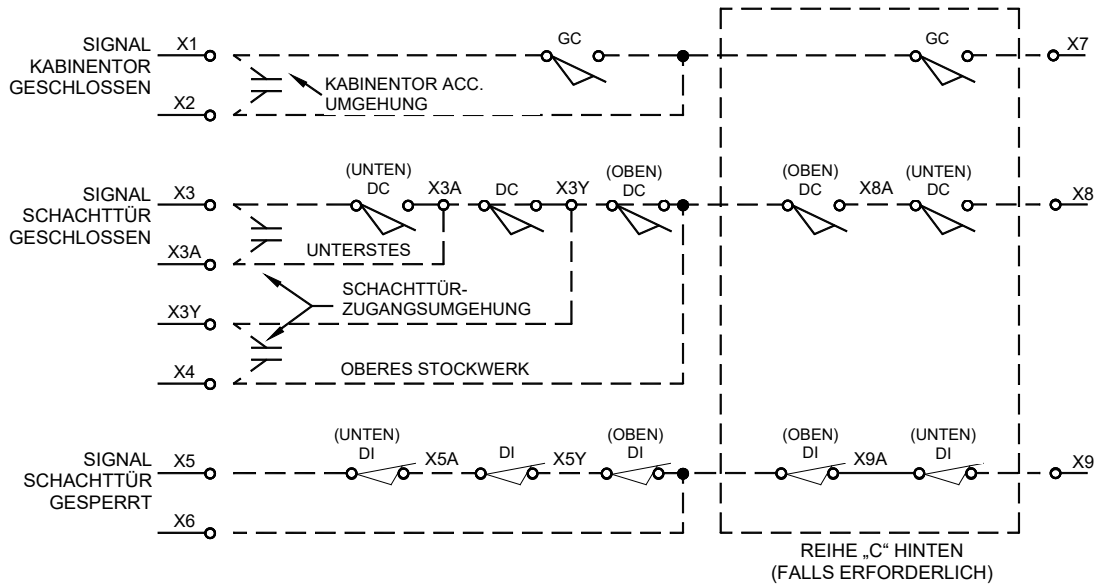 SIGNAL
KABINENTOR
GESCHLOSSEN
X1
X2
KABINENTOR ACC.
UMGEHUNG
GC
GC
X7
SIGNAL
SCHACHTTÜR
GESCHLOSSEN
X3
X3A
X3Y
X4
(UNTEN)
DC
X3A
DC
X3Y
(OBEN)
DC
(OBEN)
DC
X8A
(UNTEN)
DC
X8
UNTERSTES
SCHACHTTÜR-
ZUGANGSUMGEHUNG
OBERES STOCKWERK
SIGNAL
SCHACHTTÜR
GESPERRT
X5
X6
(UNTEN)
DI
X5A
DI
X5Y
(OBEN)
DI
(OBEN)
DI
X9A
(UNTEN)
DI
X9
REIHE „C“ HINTEN
(FALLS ERFORDERLICH)